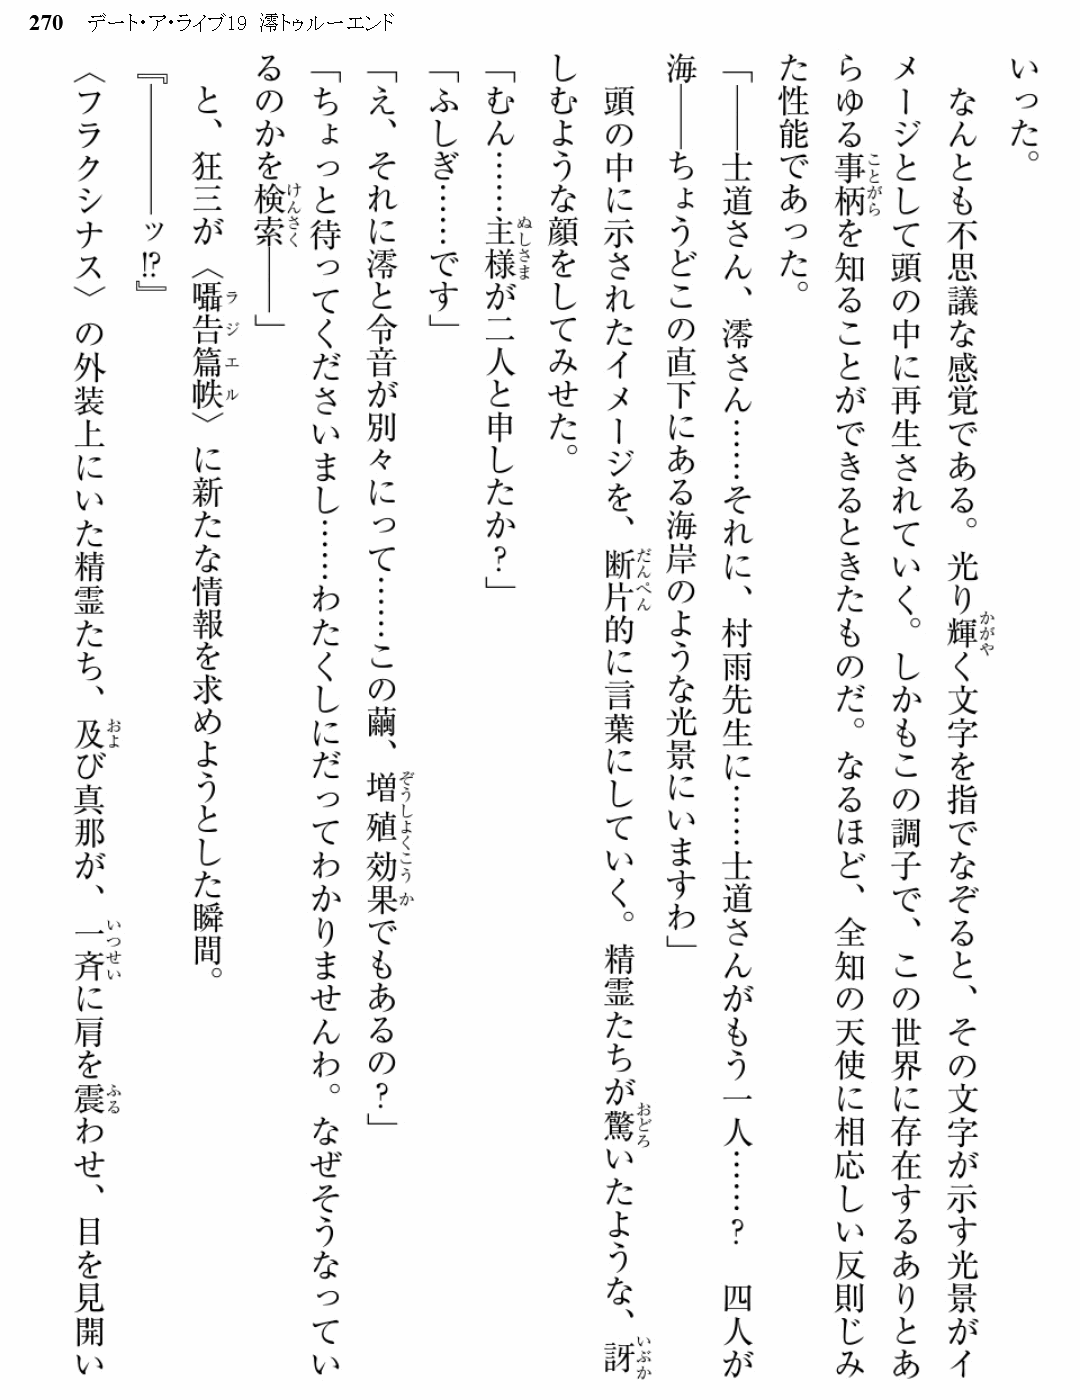 270 デート・ア・ライブ19 澪トゥルーエンド
いった。
　なんとも不思議な感覚である。光り輝く文字を指でなぞると、その文字が示す光景がイ
メージとして頭の中に再生されていく。しかもこの調子で、この世界に存在するありとあ
らゆる事柄を知ることができるときたものだ。なるほど、全知の天使に相応しい反則じみ
た性能であった。
「――士道さん、澪さん……それに、村雨先生に……士道さんがもう一人……？　四人が
海――ちょうどこの直下にある海岸のような光景にいますわ」
　頭の中に示されたイメージを、断片的に言葉にしていく。精霊たちが驚いたような、訝
しむような顔をしてみせた。
「むん……主様が二人と申したか？」
「ふしぎ……です」
「え、それに澪と令音が別々にって……この繭、増殖効果でもあるの？」
「ちょっと待ってくださいまし……わたくしにだってわかりませんわ。なぜそうなってい
るのかを検索――」
　と、狂三が〈囁告篇帙〉に新たな情報を求めようとした瞬間。
『――――ッ!?』
〈フラクシナス〉の外装上にいた精霊たち、及び真那が、一斉に肩を震わせ、目を見開い